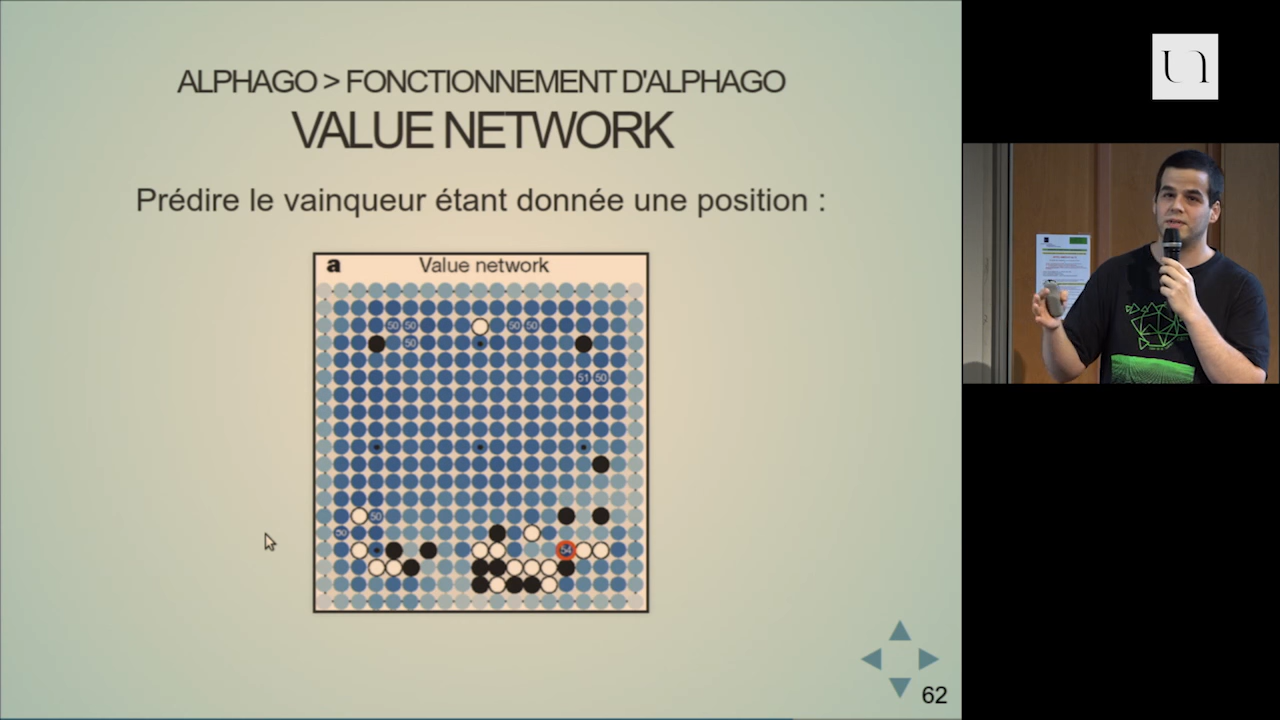 ALPHAGO > FONCTIONNEMENT D'ALPHAGO
VALUE NETWORK
Prédire le vainqueur étant donnée une position :
a Value network
50 50 50 50
50
51 50
50
50
54
62